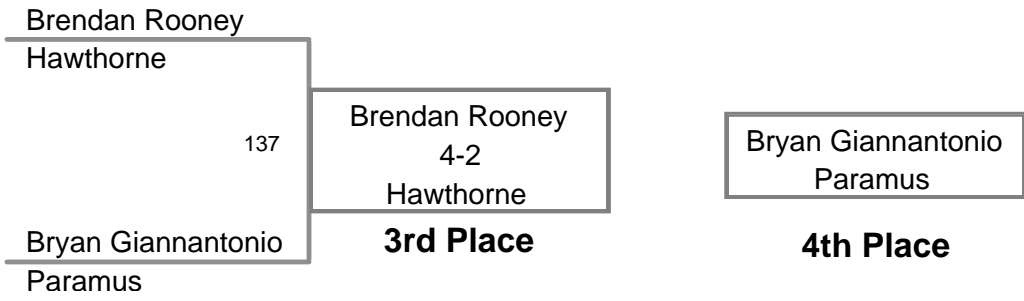 Brendan Rooney
Hawthorne
137
Bryan Giannantonio
Paramus
Brendan Rooney
4-2
Hawthorne
3rd Place
Bryan Giannantonio
Paramus
4th Place